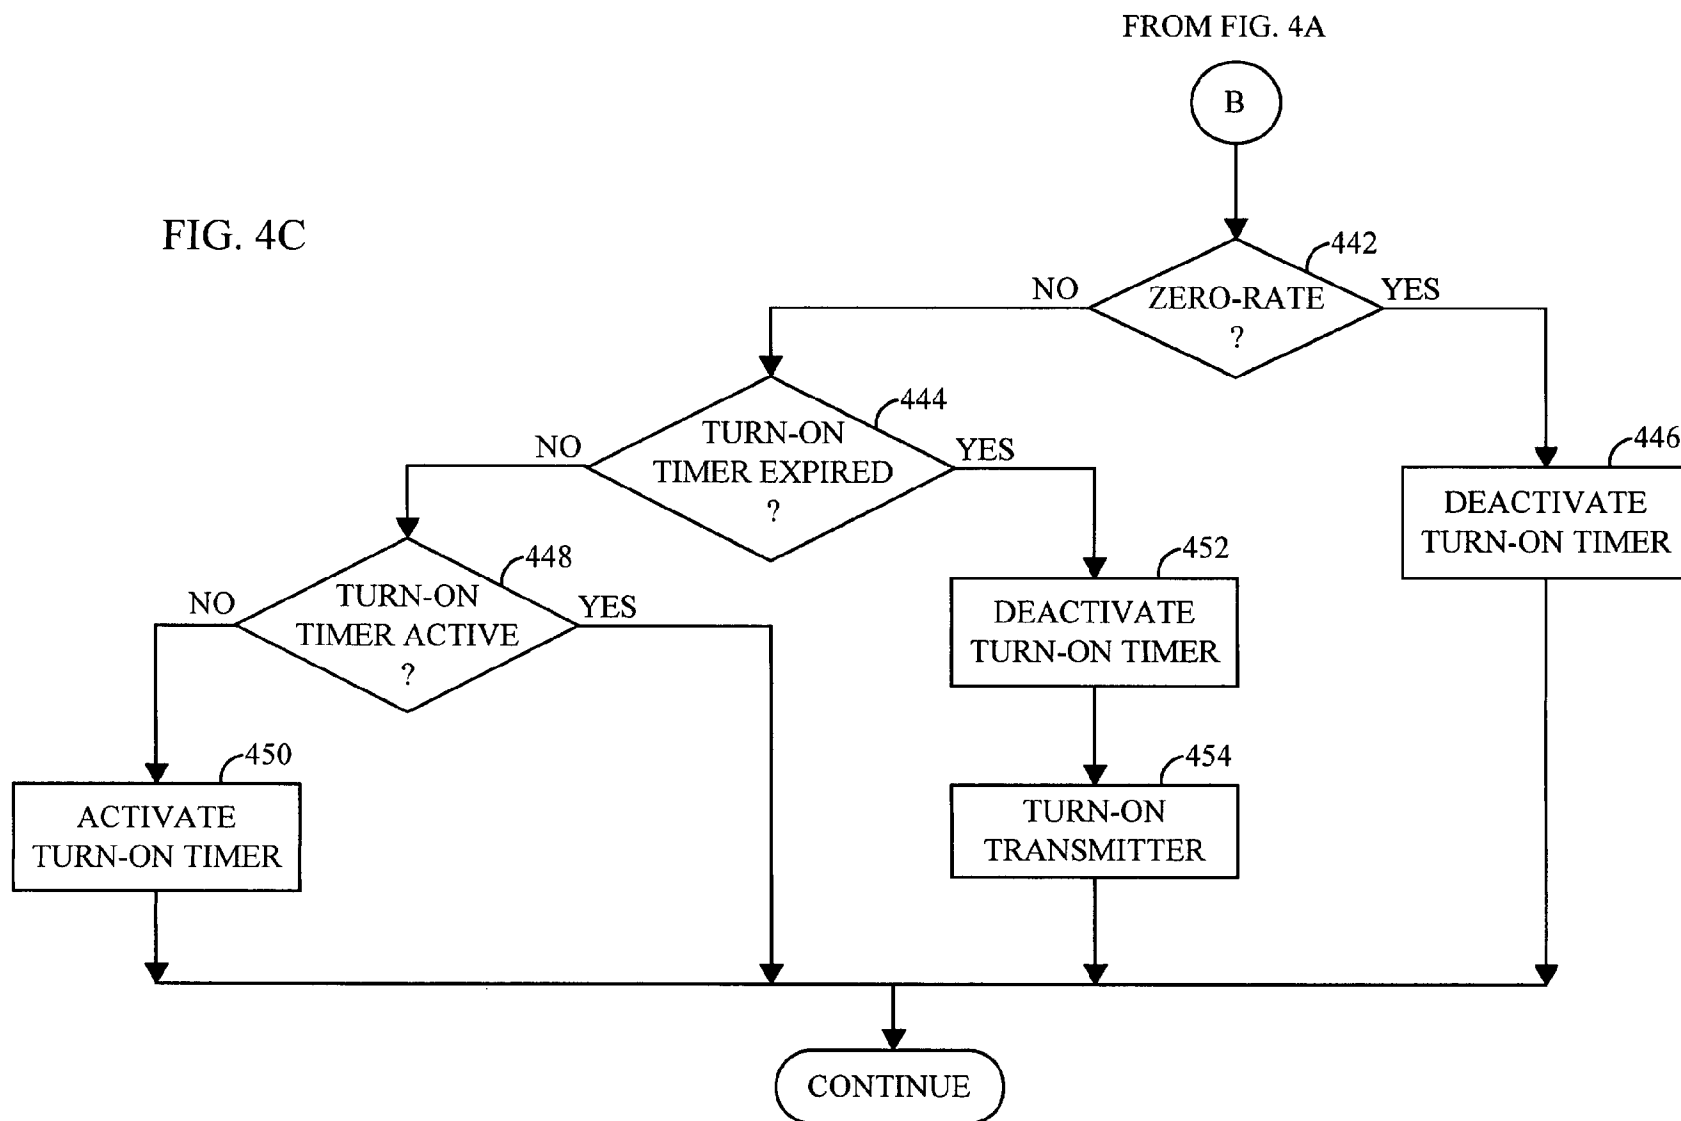 FROM FIG. 4A
B
FIG. 4C
442
NO
ZERO-RATE
?
YES
444
NO
TURN-ON
TIMER EXPIRED
?
YES
446
DEACTIVATE
TURN-ON TIMER
448
NO
TURN-ON
TIMER ACTIVE
?
YES
452
DEACTIVATE
TURN-ON TIMER
450
ACTIVATE
TURN-ON TIMER
454
TURN-ON
TRANSMITTER
CONTINUE